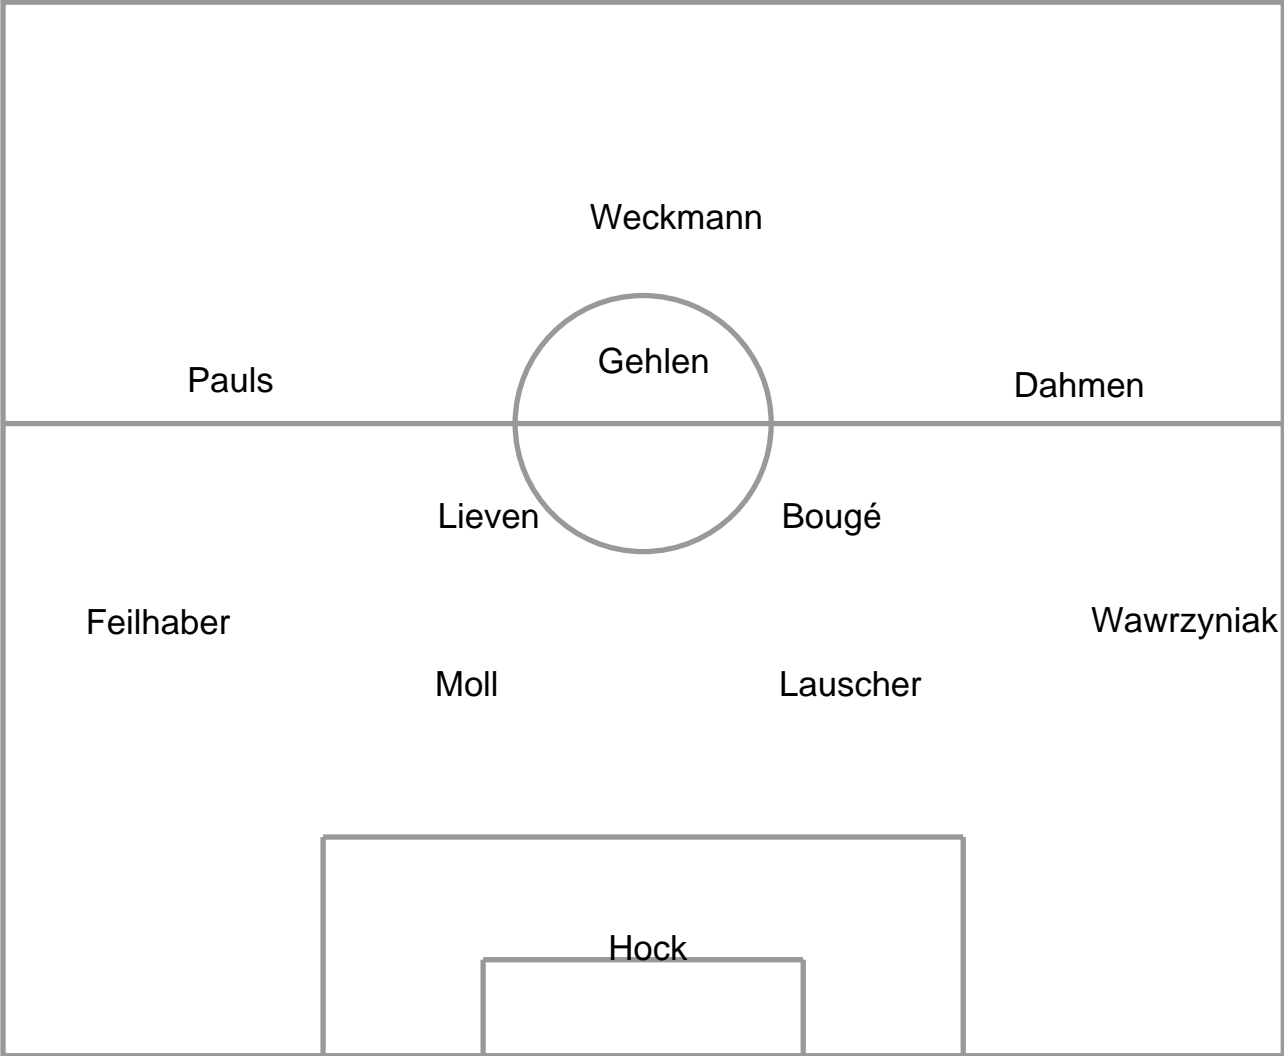 Weckmann
Gehlen
Pauls
Dahmen
Lieven
Bougé
Feilhaber
Wawrzyniak
Moll
Lauscher
Hock